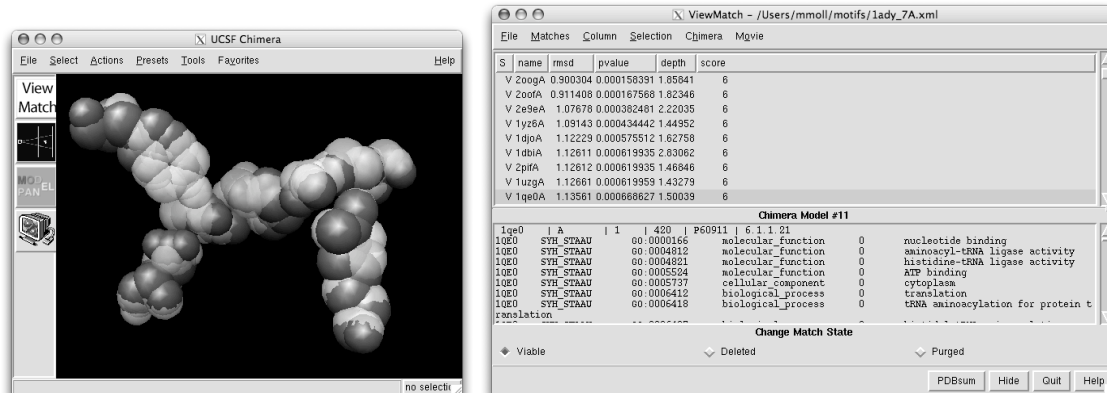 UCSF Chimera
File Select Actions Presets Tools Favorites Help
View
Match
MODEL
PANEL
no selectio
ViewMatch - /Users/mmoll/motifs/1ady_7A.xml
File Matches Column Selection Chimera Movie
S name rmsd pvalue depth score
V 2oogA 0.900304 0.000158391 1.85841 6
V 2oofA 0.911408 0.000167568 1.82346 6
V 2e9eA 1.07678 0.000382481 2.22035 6
V 1yz6A 1.09143 0.000434442 1.44952 6
V 1djoA 1.12229 0.000575512 1.62758 6
V 1dbiA 1.12611 0.000619935 2.83062 6
V 2pifA 1.12612 0.000619935 1.46846 6
V 1uzgA 1.12661 0.000619959 1.43279 6
V 1qe0A 1.13561 0.000668627 1.50039 6
Chimera Model #11
1qe0 | A | 1 | 420 | P60911 | 6.1.1.21
1QE0 SYH_STAAU GO:0000166 molecular_function 0 nucleotide binding
1QE0 SYH_STAAU GO:0004812 molecular_function 0 aminoacyl-tRNA ligase activity
1QE0 SYH_STAAU GO:0004821 molecular_function 0 histidine-tRNA ligase activity
1QE0 SYH_STAAU GO:0005524 molecular_function 0 ATP binding
1QE0 SYH_STAAU GO:0005737 cellular_component 0 cytoplasm
1QE0 SYH_STAAU GO:0006412 biological_process 0 translation
1QE0 SYH_STAAU GO:0006418 biological_process 0 tRNA aminoacylation for protein t
ranslation
Change Match State
Viable Deleted Purged
PDBsum Hide Quit Help